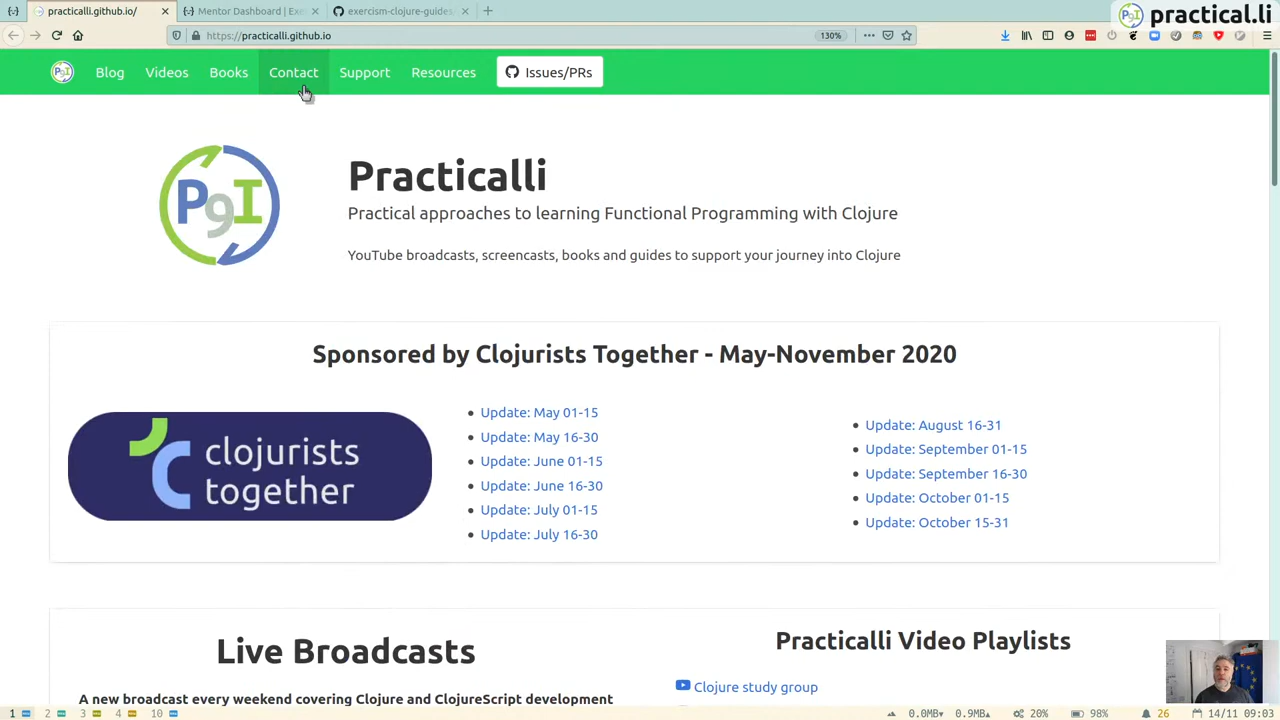 practicalli.github.io/
Mentor Dashboard | Exe
exercism-clojure-guides
practical.li
https://practicalli.github.io
130%
Blog
Videos
Books
Contact
Support
Resources
Issues/PRs
Practicalli
Practical approaches to learning Functional Programming with Clojure
YouTube broadcasts, screencasts, books and guides to support your journey into Clojure
Sponsored by Clojurists Together - May-November 2020
clojurists
together
Update: May 01-15
Update: May 16-30
Update: June 01-15
Update: June 16-30
Update: July 01-15
Update: July 16-30
Update: August 16-31
Update: September 01-15
Update: September 16-30
Update: October 01-15
Update: October 15-31
Live Broadcasts
A new broadcast every weekend covering Clojure and ClojureScript development
Practicalli Video Playlists
Clojure study group
1
2
3
4
10
0.0MB
0.9MB
20%
98%
26
14/11 09:03